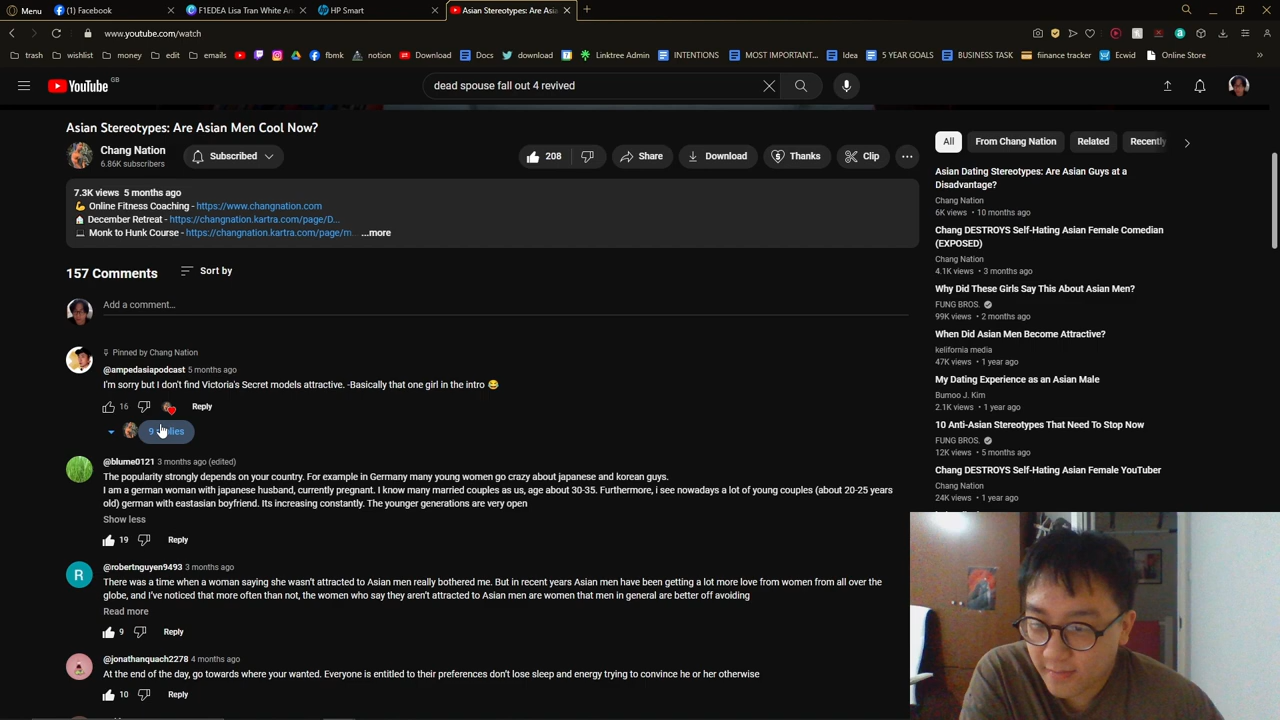 Menu
(1) Facebook
F1EDEA Lisa Tran White An
HP Smart
Asian Stereotypes: Are Asi
www.youtube.com/watch
trash
wishlist
money
edit
emails
fbmk
notion
Download
Docs
download
Linktree Admin
INTENTIONS
MOST IMPORTANT...
Idea
5 YEAR GOALS
BUSINESS TASK
fiinance tracker
Ecwid
Online Store
YouTube GB
dead spouse fall out 4 revived
Asian Stereotypes: Are Asian Men Cool Now?
Chang Nation
6.86K subscribers
Subscribed
208
Share
Download
Thanks
Clip
7.3K views 5 months ago
💪 Online Fitness Coaching - https://www.changnation.com
🏠 December Retreat - https://changnation.kartra.com/page/D...
💻 Monk to Hunk Course - https://changnation.kartra.com/page/m... ...more
157 Comments
Sort by
Add a comment...
Pinned by Chang Nation
@ampedasiapodcast 5 months ago
I'm sorry but I don't find Victoria's Secret models attractive. -Basically that one girl in the intro 😂
16
Reply
9 replies
@blume0121 3 months ago (edited)
The popularity strongly depends on your country. For example in Germany many young women go crazy about japanese and korean guys.
I am a german woman with japanese husband, currently pregnant. I know many married couples as us, age about 30-35. Furthermore, i see nowadays a lot of young couples (about 20-25 years
old) german with eastasian boyfriend. Its increasing constantly. The younger generations are very open
Show less
19
Reply
R
@robertnguyen9493 3 months ago
There was a time when a woman saying she wasn't attracted to Asian men really bothered me. But in recent years Asian men have been getting a lot more love from women from all over the
globe, and I've noticed that more often than not, the women who say they aren't attracted to Asian men are women that men in general are better off avoiding
Read more
9
Reply
@jonathanquach2278 4 months ago
At the end of the day, go towards where your wanted. Everyone is entitled to their preferences don't lose sleep and energy trying to convince he or her otherwise
10
Reply
All
From Chang Nation
Related
Recently
Asian Dating Stereotypes: Are Asian Guys at a
Disadvantage?
Chang Nation
6K views • 10 months ago
Chang DESTROYS Self-Hating Asian Female Comedian
(EXPOSED)
Chang Nation
4.1K views • 3 months ago
Why Did These Girls Say This About Asian Men?
FUNG BROS.
99K views • 2 months ago
When Did Asian Men Become Attractive?
kelifornia media
47K views • 1 year ago
My Dating Experience as an Asian Male
Bumoo J. Kim
2.1K views • 1 year ago
10 Anti-Asian Stereotypes That Need To Stop Now
FUNG BROS.
12K views • 5 months ago
Chang DESTROYS Self-Hating Asian Female YouTuber
Chang Nation
24K views • 1 year ago